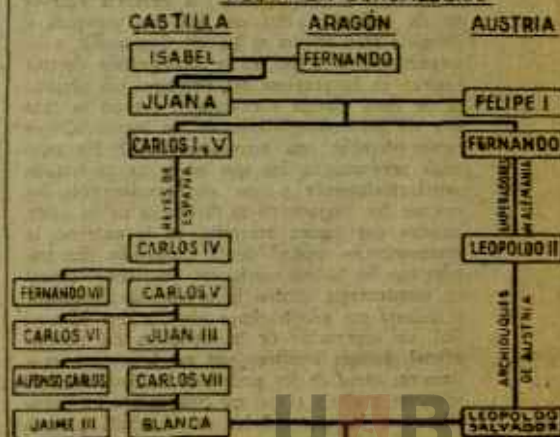 CASTILLA ARAGÓN AUSTRIA
ISABEL FERNANDO
JUANA FELIPE I
CARLOS I y V FERNANDO
REYES DE
ESPAÑA
EMPERADORES
ALEMANIA
CARLOS IV LEOPOLDO II
FERNANDO VII CARLOS V
CARLOS VI JUAN III
ARCHIDUQUES
DE AUSTRIA
ALFONSO CARLOS CARLOS VII
JAIME III BLANCA LEOPOLDO
SALVADOR
UAB